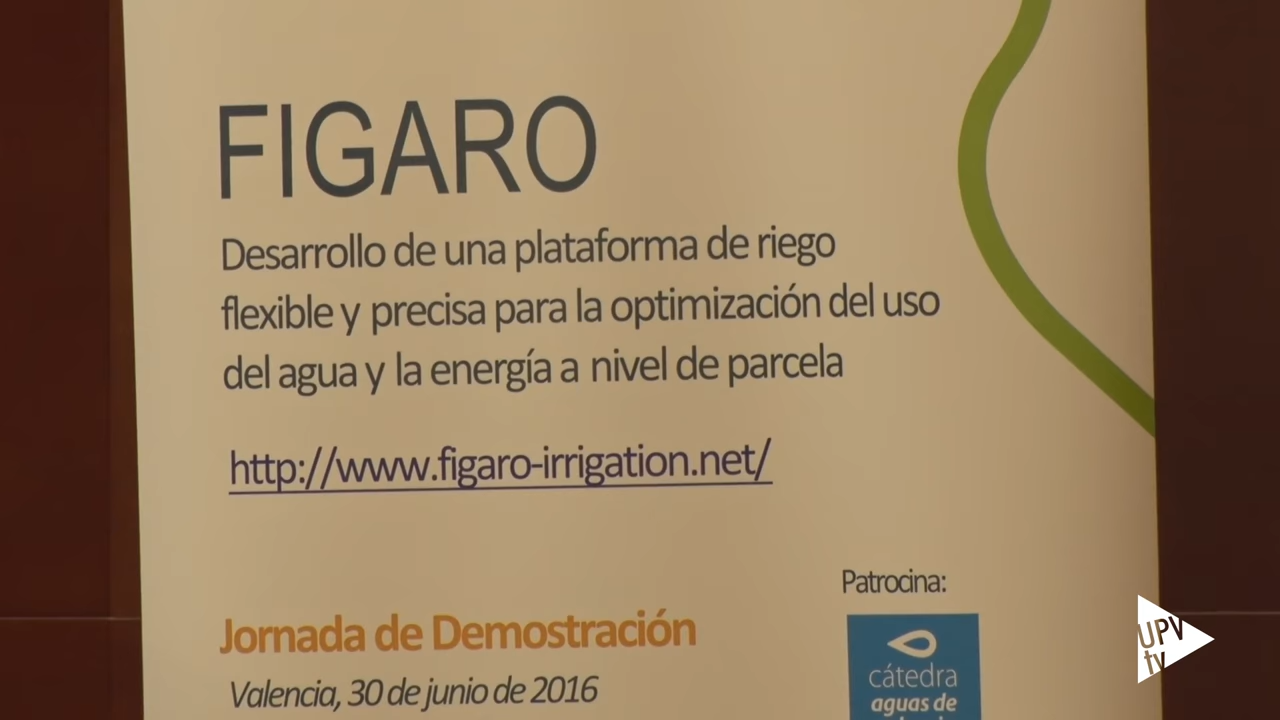 FIGARO
Desarrollo de una plataforma de riego
flexible y precisa para la optimización del uso
del agua y la energía a nivel de parcela
http://www.figaro-irrigation.net/
Jornada de Demostración
Valencia, 30 de junio de 2016
Patrocina:
cátedra
aguas de
UPV
tv